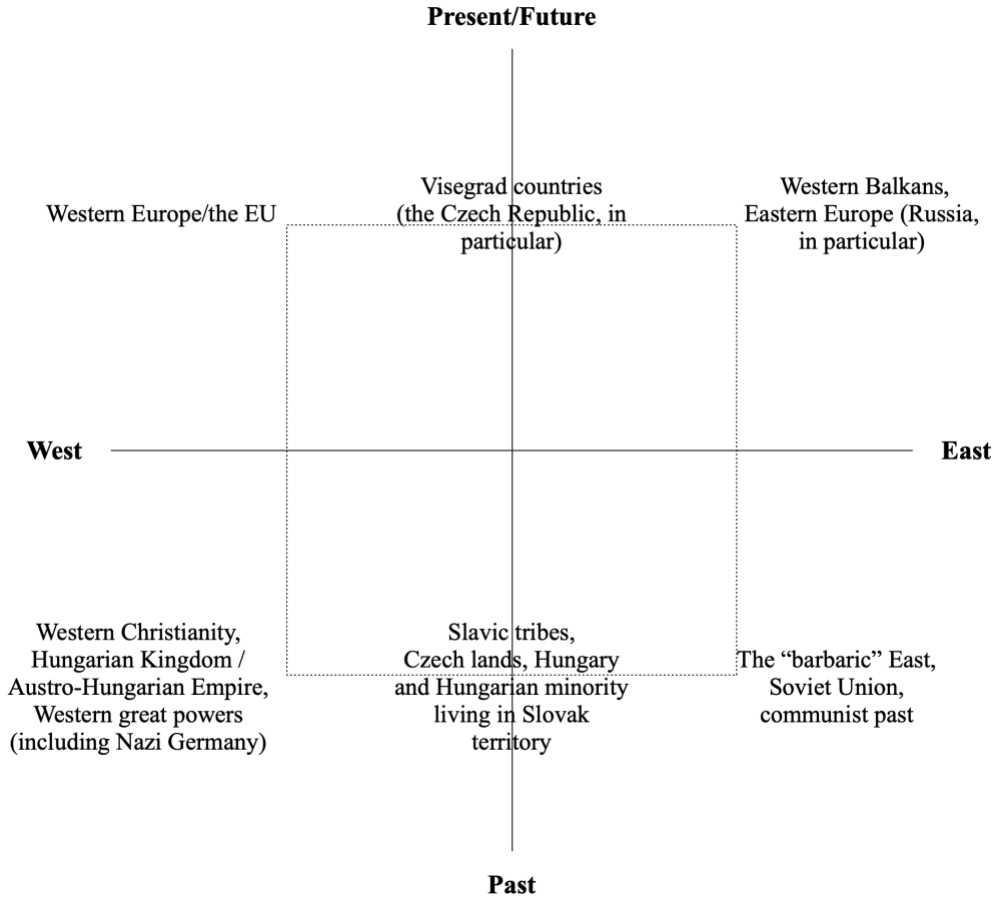 Present/Future
Western Europe/the EU
Visegrad countries
(the Czech Republic, in
particular)
Western Balkans,
Eastern Europe (Russia,
in particular)
West
East
Western Christianity,
Hungarian Kingdom /
Austro-Hungarian Empire,
Western great powers
(including Nazi Germany)
Slavic tribes,
Czech lands, Hungary
and Hungarian minority
living in Slovak
territory
The “barbaric” East,
Soviet Union,
communist past
Past